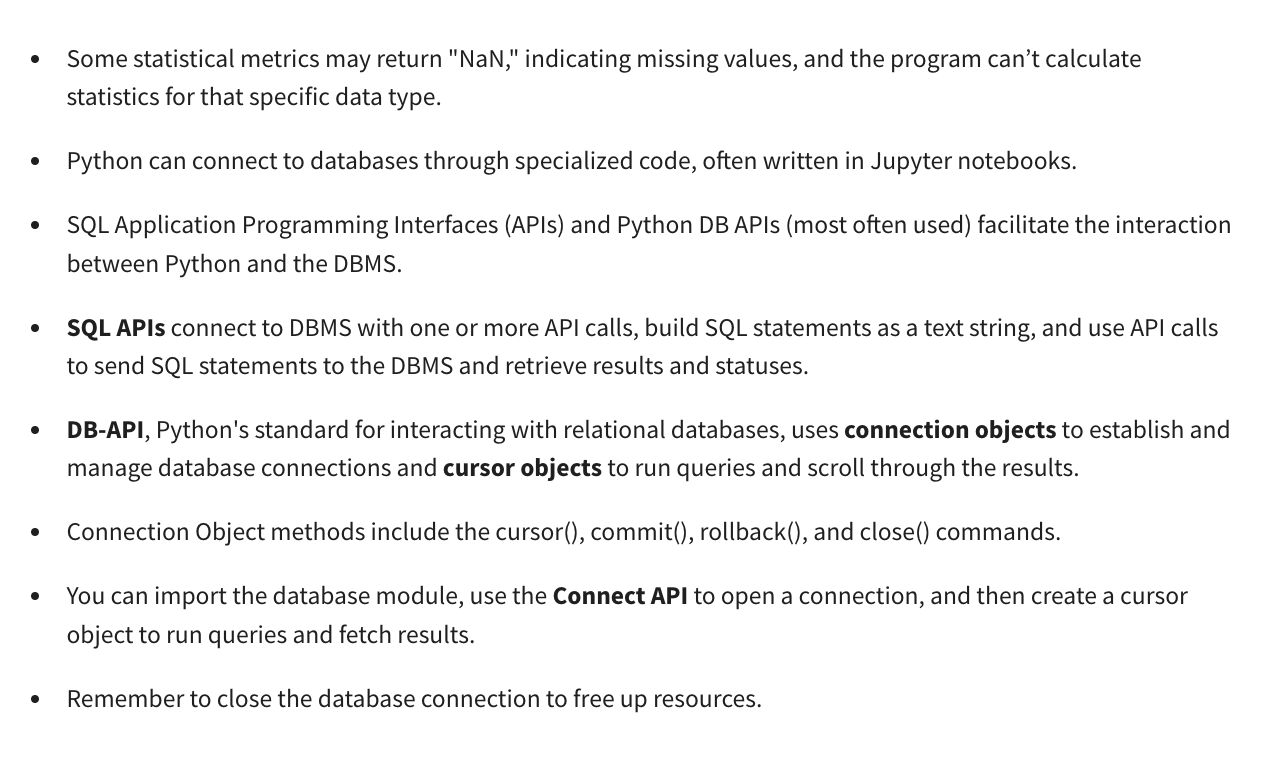 • Some statistical metrics may return "NaN," indicating missing values, and the program can’t calculate
statistics for that specific data type.
• Python can connect to databases through specialized code, often written in Jupyter notebooks.
• SQL Application Programming Interfaces (APIs) and Python DB APIs (most often used) facilitate the interaction
between Python and the DBMS.
• SQL APIs connect to DBMS with one or more API calls, build SQL statements as a text string, and use API calls
to send SQL statements to the DBMS and retrieve results and statuses.
• DB-API, Python's standard for interacting with relational databases, uses connection objects to establish and
manage database connections and cursor objects to run queries and scroll through the results.
• Connection Object methods include the cursor(), commit(), rollback(), and close() commands.
• You can import the database module, use the Connect API to open a connection, and then create a cursor
object to run queries and fetch results.
• Remember to close the database connection to free up resources.